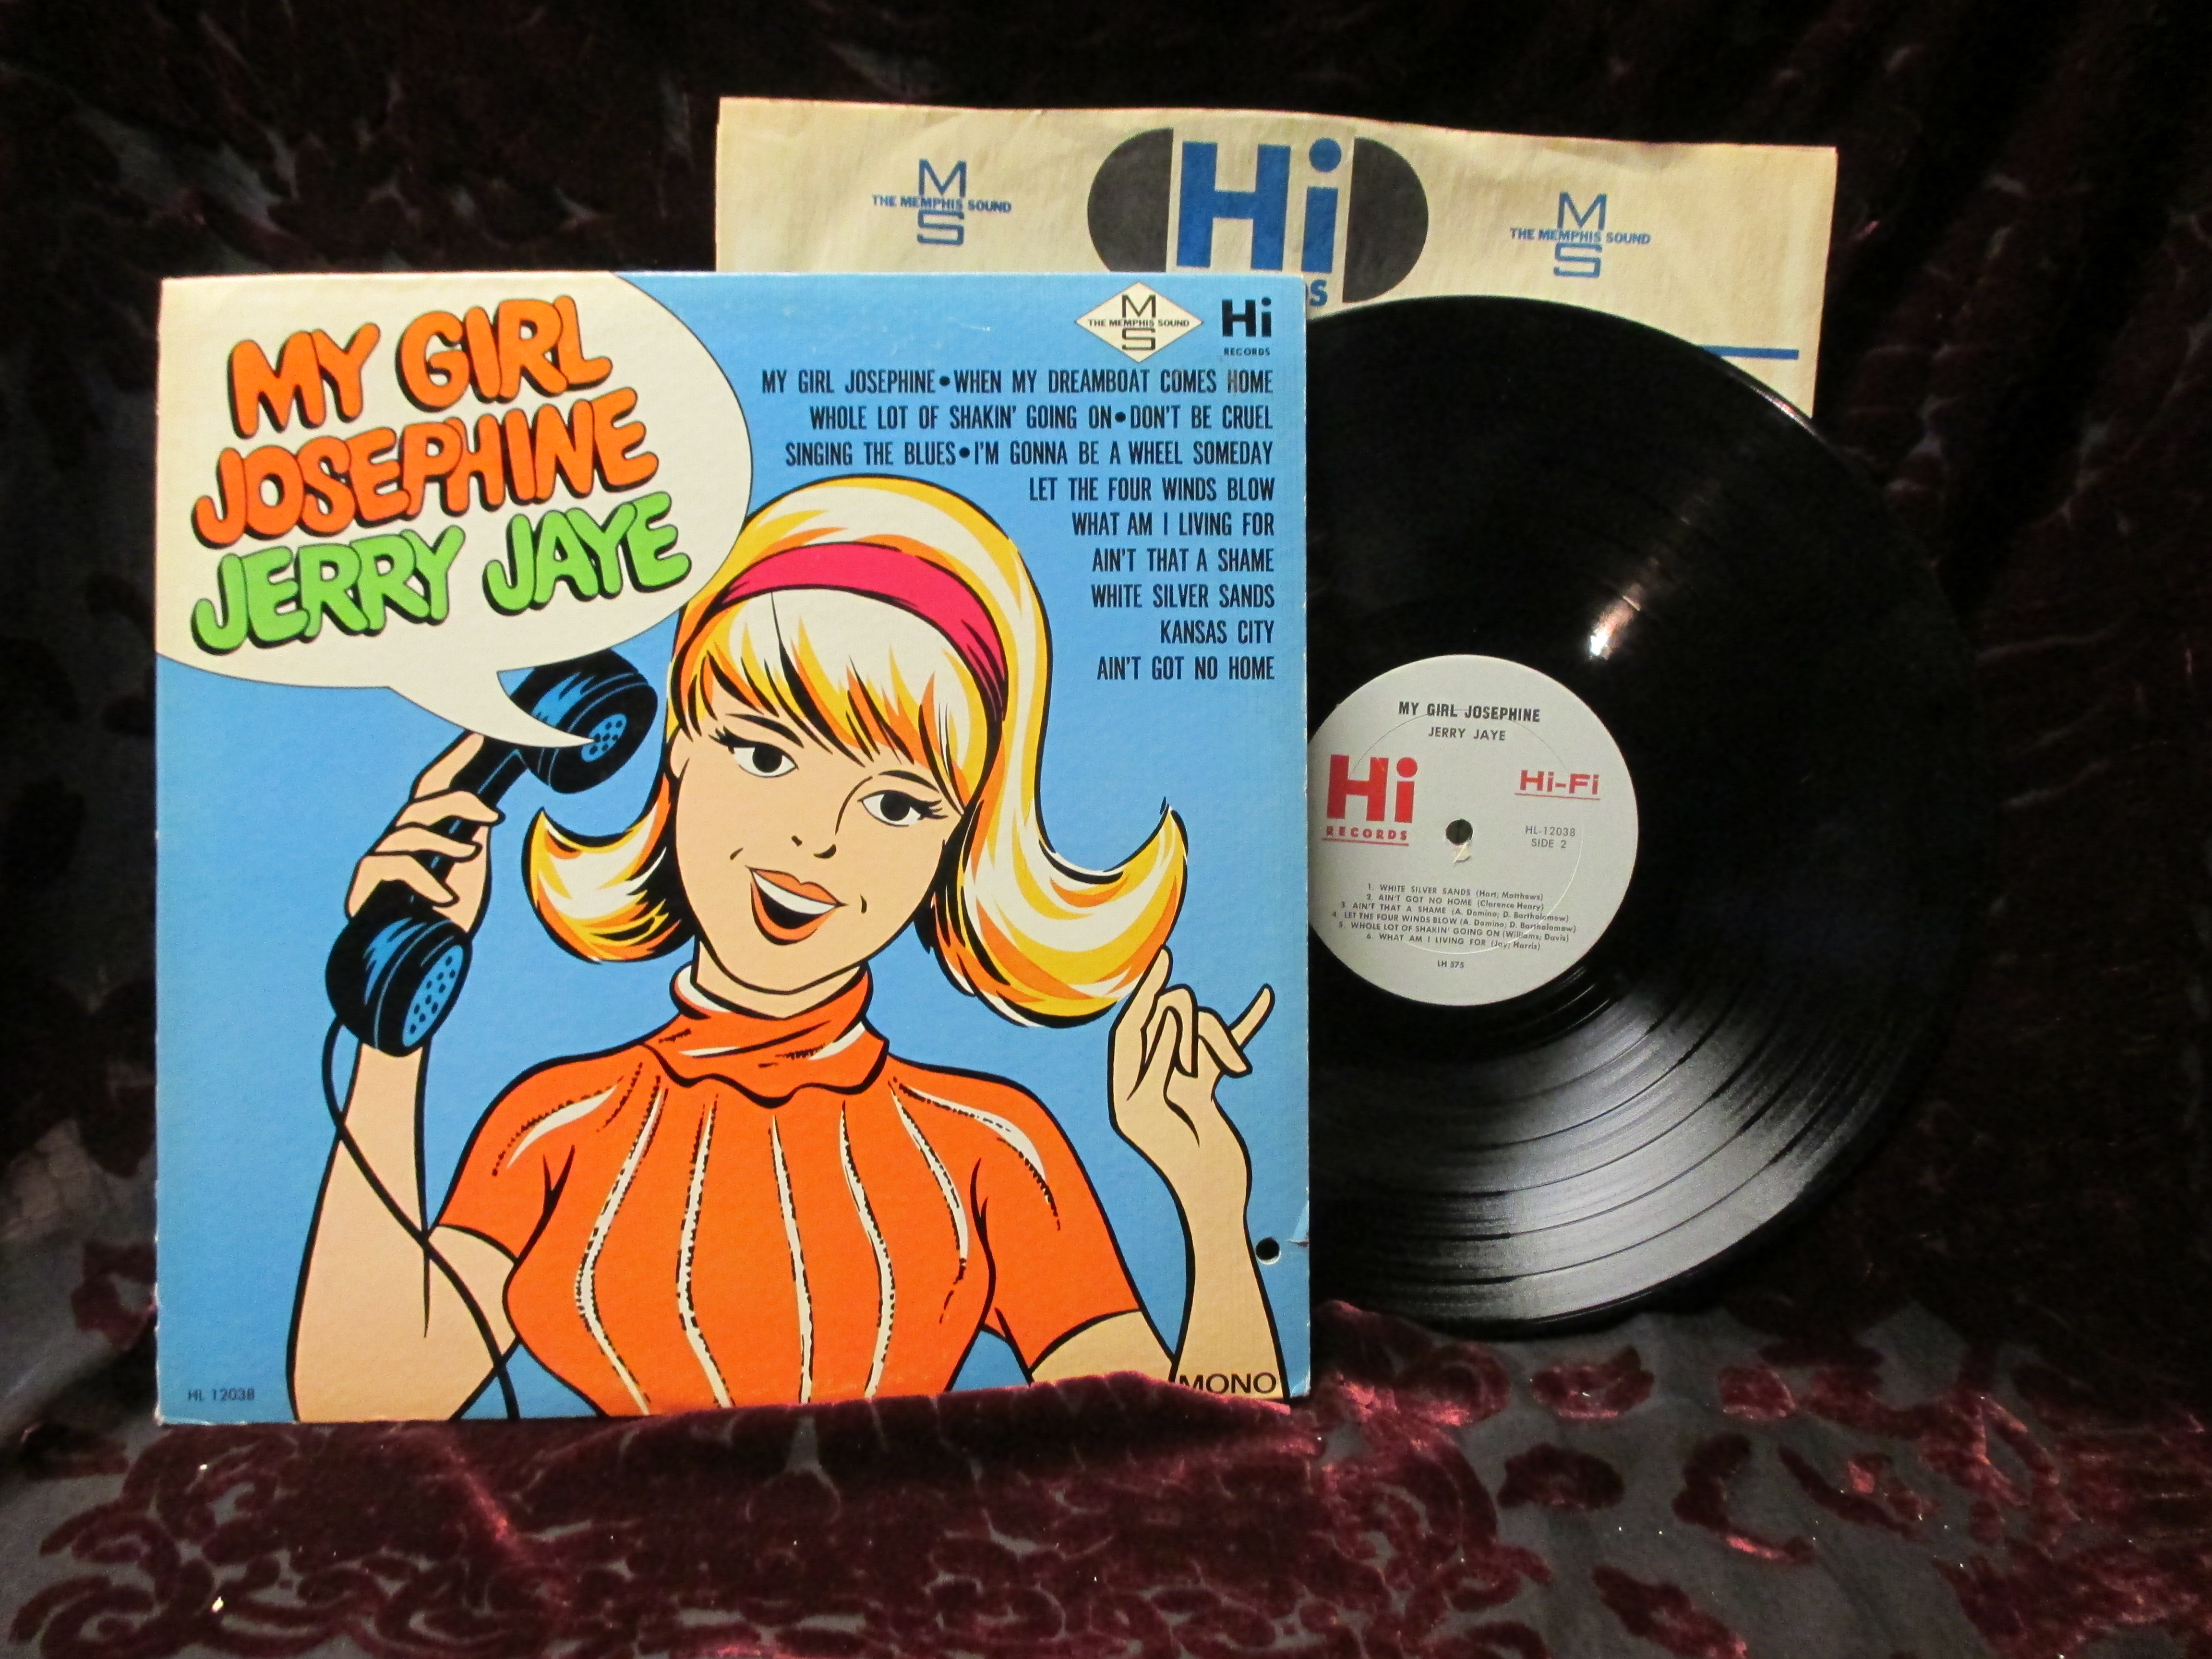 M
THE MEMPHIS SOUND
S
Hi
M
THE MEMPHIS SOUND
S
MY GIRL
JOSEPHINE
JERRY JAYE
M
THE MEMPHIS SOUND
S
Hi
RECORDS
MY GIRL JOSEPHINE•WHEN MY DREAMBOAT COMES HOME
WHOLE LOT OF SHAKIN' GOING ON•DON'T BE CRUEL
SINGING THE BLUES•I'M GONNA BE A WHEEL SOMEDAY
LET THE FOUR WINDS BLOW
WHAT AM I LIVING FOR
AIN'T THAT A SHAME
WHITE SILVER SANDS
KANSAS CITY
AIN'T GOT NO HOME
HL 12038
MONO
MY GIRL JOSEPHINE
JERRY JAYE
Hi
RECORDS
Hi-Fi
HL-12038
SIDE 2
1. WHITE SILVER SANDS (Hart; Matthews)
2. AIN'T GOT NO HOME (Clarence Henry)
3. AIN'T THAT A SHAME (A. Domino; D. Bartholomew)
4. LET THE FOUR WINDS BLOW (A. Domino; D. Bartholomew)
5. WHOLE LOT OF SHAKIN' GOING ON (Williams; Davis)
6. WHAT AM I LIVING FOR (Jay; Harris)
LH 575